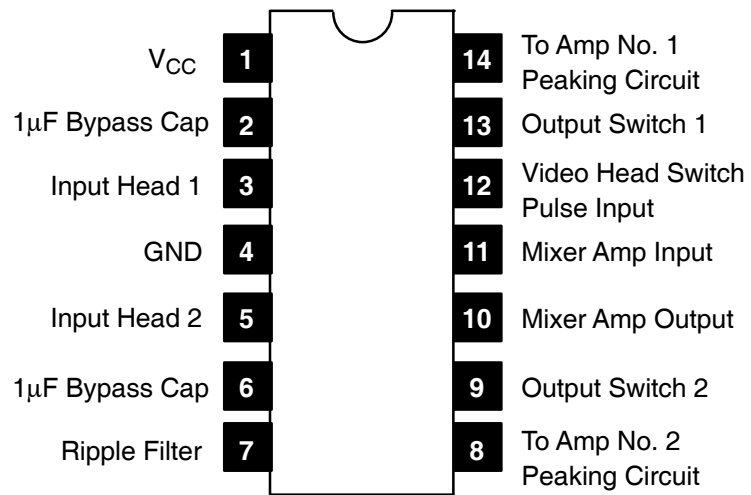 V_CC 1
1µF Bypass Cap 2
Input Head 1 3
GND 4
Input Head 2 5
1µF Bypass Cap 6
Ripple Filter 7
14 To Amp No. 1
Peaking Circuit
13 Output Switch 1
12 Video Head Switch
Pulse Input
11 Mixer Amp Input
10 Mixer Amp Output
9 Output Switch 2
8 To Amp No. 2
Peaking Circuit